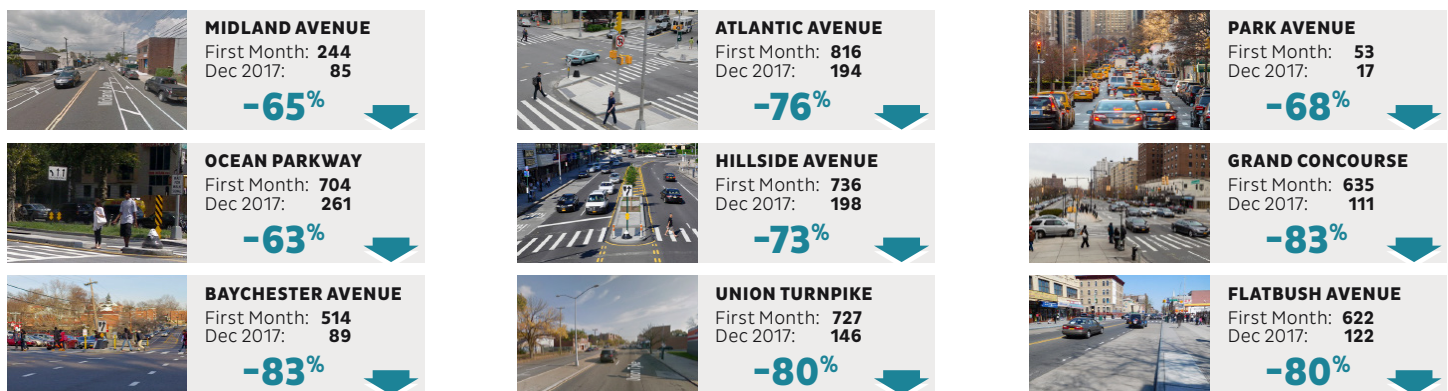 MIDLAND AVENUE
First Month: 244
Dec 2017: 85
-65%
ATLANTIC AVENUE
First Month: 816
Dec 2017: 194
-76%
PARK AVENUE
First Month: 53
Dec 2017: 17
-68%
OCEAN PARKWAY
First Month: 704
Dec 2017: 261
-63%
HILLSIDE AVENUE
First Month: 736
Dec 2017: 198
-73%
GRAND CONCOURSE
First Month: 635
Dec 2017: 111
-83%
BAYCHESTER AVENUE
First Month: 514
Dec 2017: 89
-83%
UNION TURNPIKE
First Month: 727
Dec 2017: 146
-80%
FLATBUSH AVENUE
First Month: 622
Dec 2017: 122
-80%